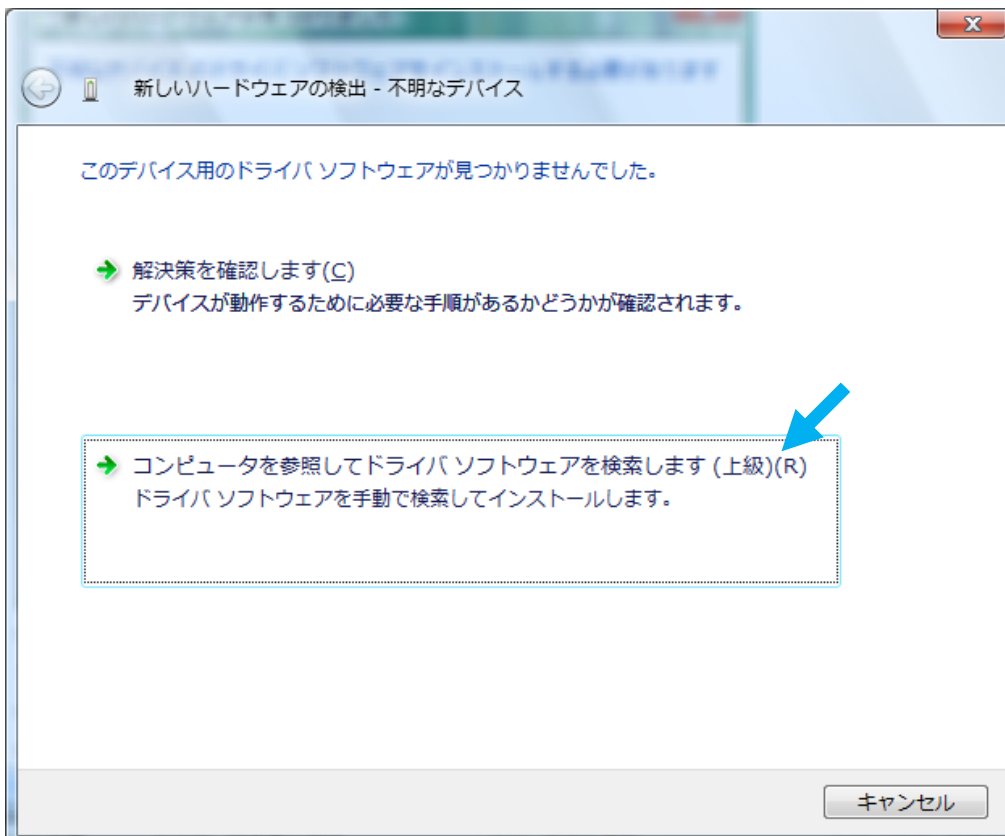 新しいハードウェアの検出 - 不明なデバイス
このデバイス用のドライバ ソフトウェアが見つかりませんでした。
解決策を確認します(C)
デバイスが動作するために必要な手順があるかどうかが確認されます。
コンピュータを参照してドライバ ソフトウェアを検索します (上級)(R)
ドライバ ソフトウェアを手動で検索してインストールします。
キャンセル